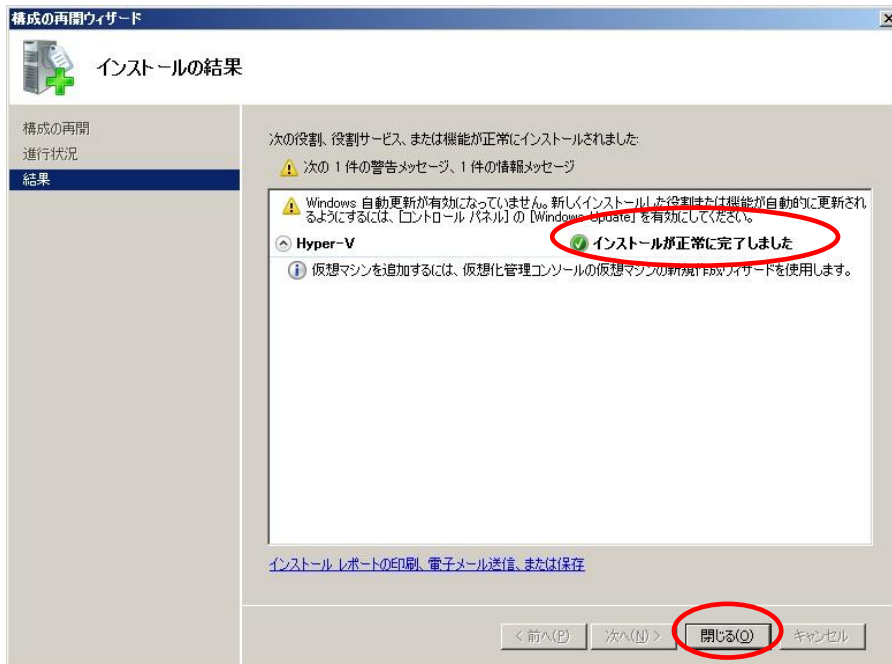 構成の再開ウィザード
インストールの結果
構成の再開
進行状況
結果
次の役割、役割サービス、または機能が正常にインストールされました:
次の 1 件の警告メッセージ、1 件の情報メッセージ
Windows 自動更新が有効になっていません。新しくインストールした役割または機能が自動的に更新され
るようにするには、[コントロール パネル] の [Windows Update] を有効にしてください。
Hyper-V インストールが正常に完了しました
仮想マシンを追加するには、仮想化管理コンソールの仮想マシンの新規作成ウィザードを使用します。
インストール レポートの印刷、電子メール送信、または保存
< 前へ(P) 次へ(N) > 閉じる(O) キャンセル